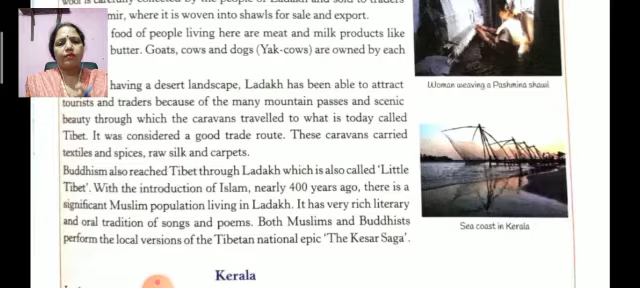 wool is carefully collected by the people of Ladakh and sold to traders
mir, where it is woven into shawls for sale and export.
food of people living here are meat and milk products like
butter. Goats, cows and dogs (Yak-cows) are owned by each
having a desert landscape, Ladakh has been able to attract
tourists and traders because of the many mountain passes and scenic
beauty through which the caravans travelled to what is today called
Tibet. It was considered a good trade route. These caravans carried
textiles and spices, raw silk and carpets.
Buddhism also reached Tibet through Ladakh which is also called 'Little
Tibet'. With the introduction of Islam, nearly 400 years ago, there is a
significant Muslim population living in Ladakh. It has very rich literary
and oral tradition of songs and poems. Both Muslims and Buddhists
perform the local versions of the Tibetan national epic 'The Kesar Saga'.
Kerala
Woman weaving a Pashmina shawl
Sea coast in Kerala